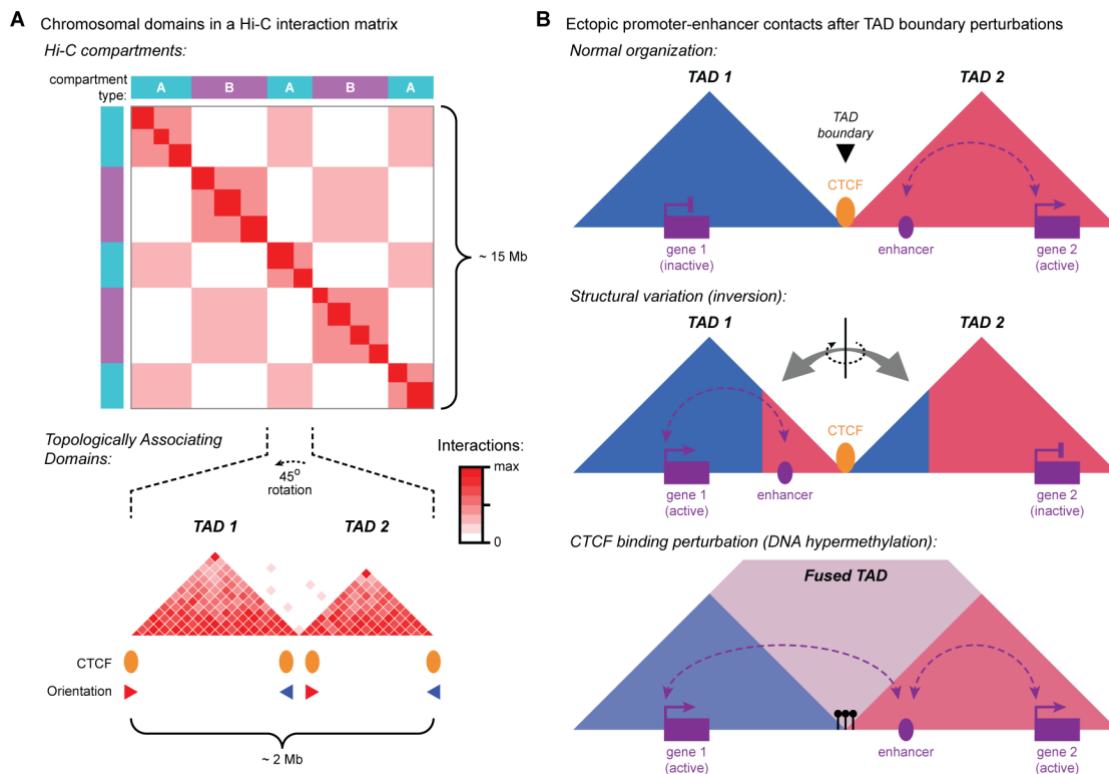 A Chromosomal domains in a Hi-C interaction matrix
Hi-C compartments:
compartment type:
A B A B A
~ 15 Mb
Topologically Associating Domains:
45° rotation
Interactions:
max
0
TAD 1 TAD 2
CTCF
Orientation
~ 2 Mb
B Ectopic promoter-enhancer contacts after TAD boundary perturbations
Normal organization:
TAD 1 TAD 2
TAD
boundary
CTCF
gene 1
(inactive)
enhancer
gene 2
(active)
Structural variation (inversion):
TAD 1 TAD 2
CTCF
gene 1
(active)
enhancer
gene 2
(inactive)
CTCF binding perturbation (DNA hypermethylation):
Fused TAD
gene 1
(active)
enhancer
gene 2
(active)